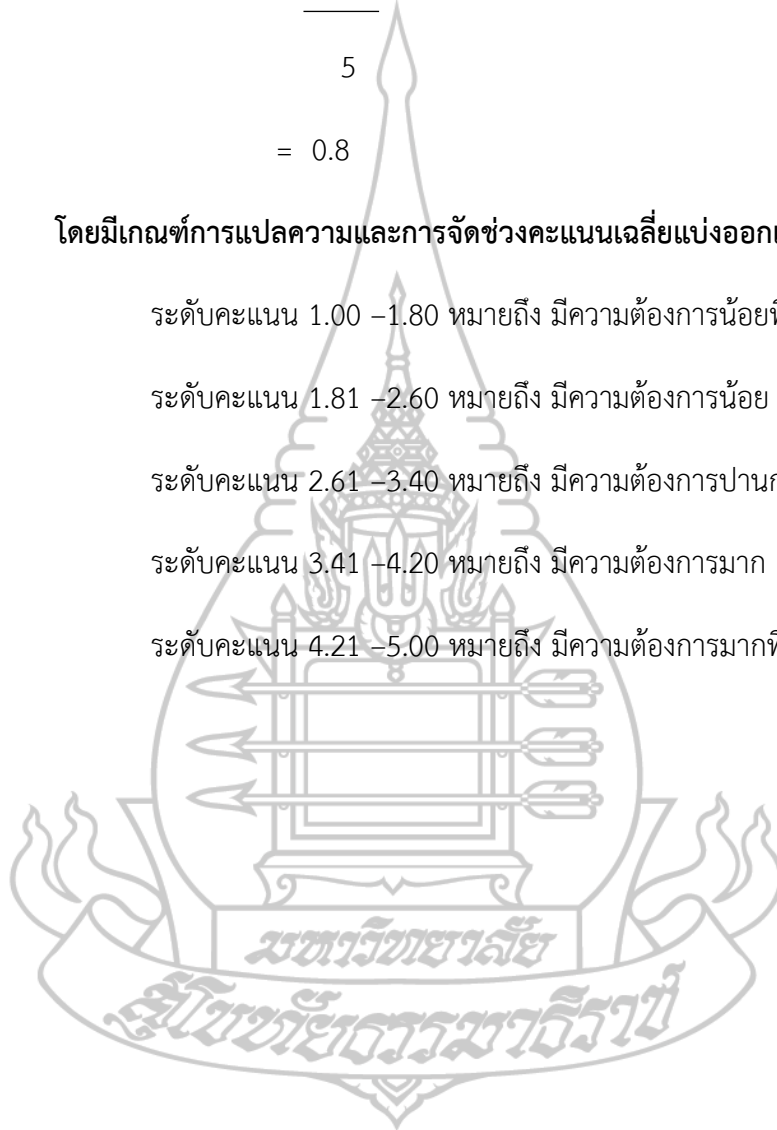 5
= 0.8
โดยมีเกณฑ์การแปลความและการจัดช่วงคะแนนเฉลี่ยแบ่งออก
ระดับคะแนน 1.00 –1.80 หมายถึง มีความต้องการน้อย
ระดับคะแนน 1.81 –2.60 หมายถึง มีความต้องการน้อย
ระดับคะแนน 2.61 –3.40 หมายถึง มีความต้องการปาน
ระดับคะแนน 3.41 –4.20 หมายถึง มีความต้องการมาก
ระดับคะแนน 4.21 –5.00 หมายถึง มีความต้องการมาก
มหาวิทยาลัย
สุโขทัยธรรมาธิราช